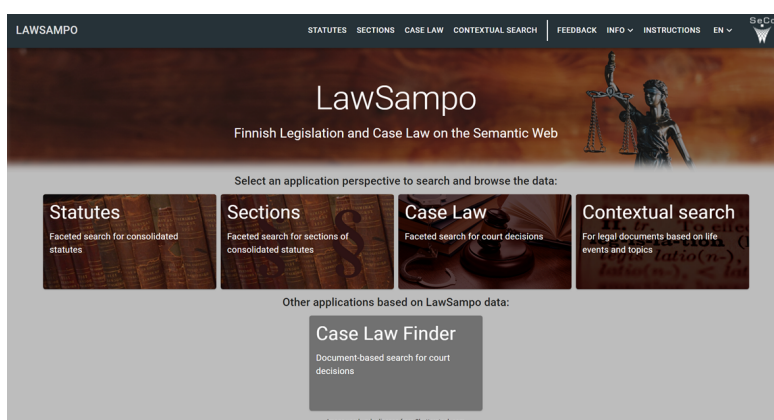 LAWSAMPO
STATUTES SECTIONS CASE LAW CONTEXTUAL SEARCH FEEDBACK INFO INSTRUCTIONS EN
SeCo
LawSampo
Finnish Legislation and Case Law on the Semantic Web
Select an application perspective to search and browse the data:
Statutes
Faceted search for consolidated
statutes
Sections
Faceted search for sections of
consolidated statutes
Case Law
Faceted search for court decisions
Contextual search
For legal documents based on life
events and topics
Other applications based on LawSampo data:
Case Law Finder
Document-based search for court
decisions